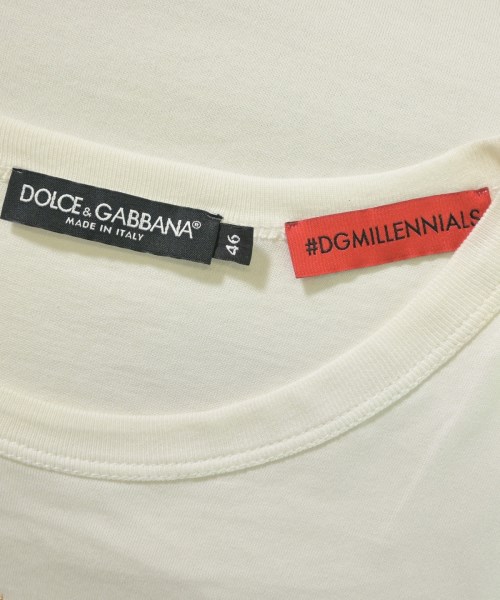 DOLCE & GABBANA®
MADE IN ITALY
46
#DGMILLENNIALS